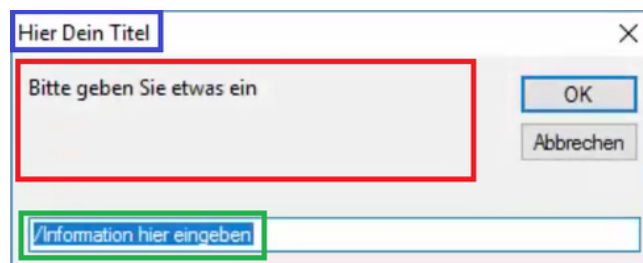 Hier Dein Titel
Bitte geben Sie etwas ein
OK
Abbrechen
/Information hier eingeben